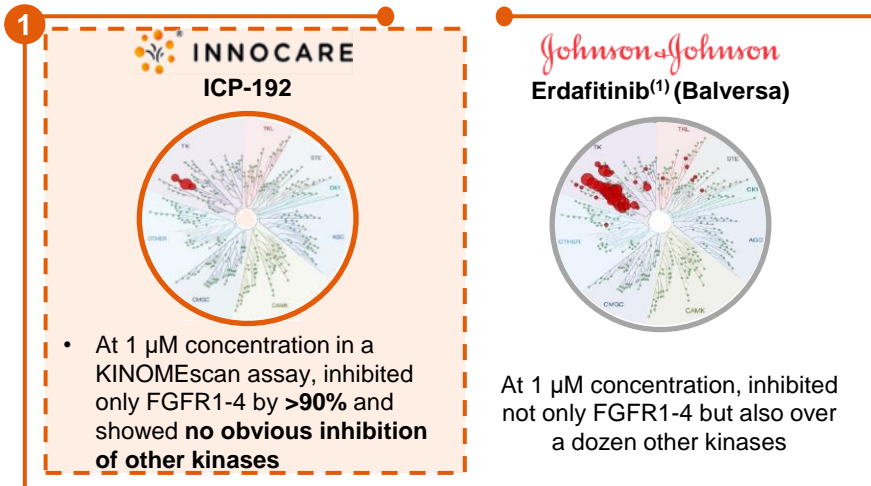 1
INNOCARE
ICP-192
TK
TKL
STE
CK1
AGC
CAMK
CMGC
OTHER
• At 1 µM concentration in a
KINOMEscan assay, inhibited
only FGFR1-4 by >90% and
showed no obvious inhibition
of other kinases
Johnson&Johnson
Erdafitinib(1) (Balversa)
TK
TKL
STE
CK1
AGC
CAMK
CMGC
OTHER
At 1 µM concentration, inhibited
not only FGFR1-4 but also over
a dozen other kinases